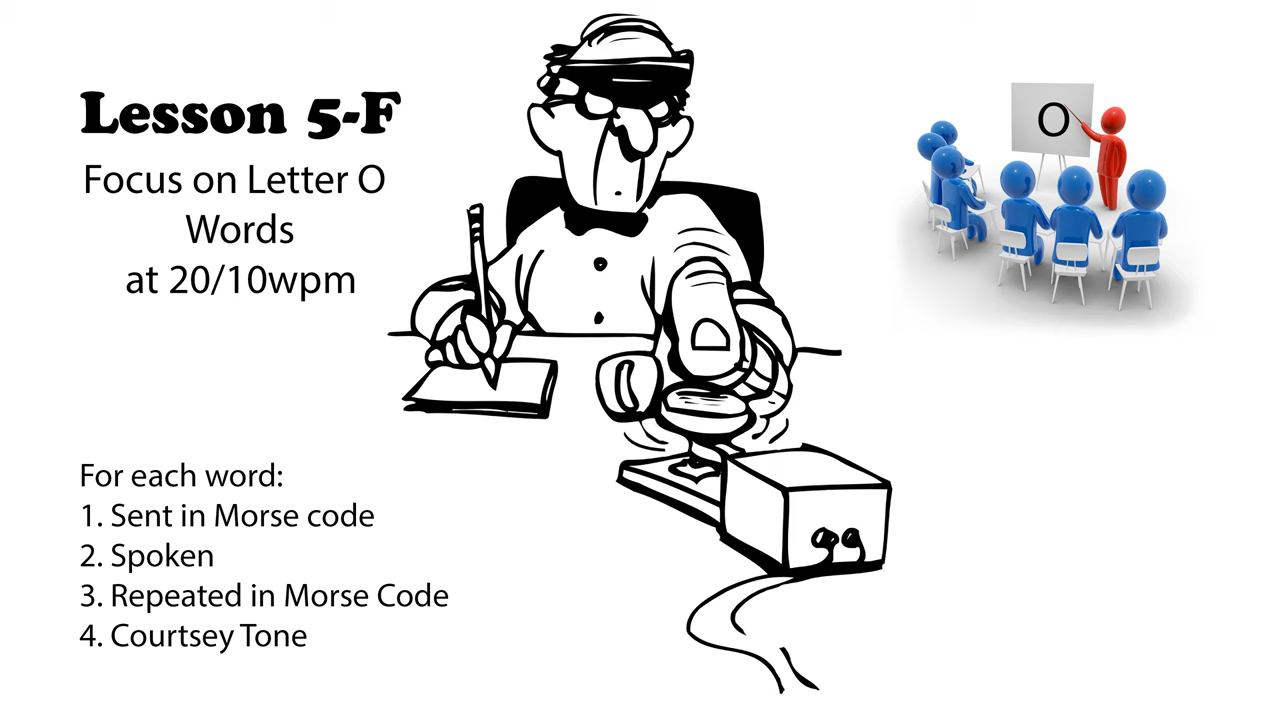 Lesson 5-F
Focus on Letter O
Words
at 20/10wpm
O
For each word:
1. Sent in Morse code
2. Spoken
3. Repeated in Morse Code
4. Courtsey Tone